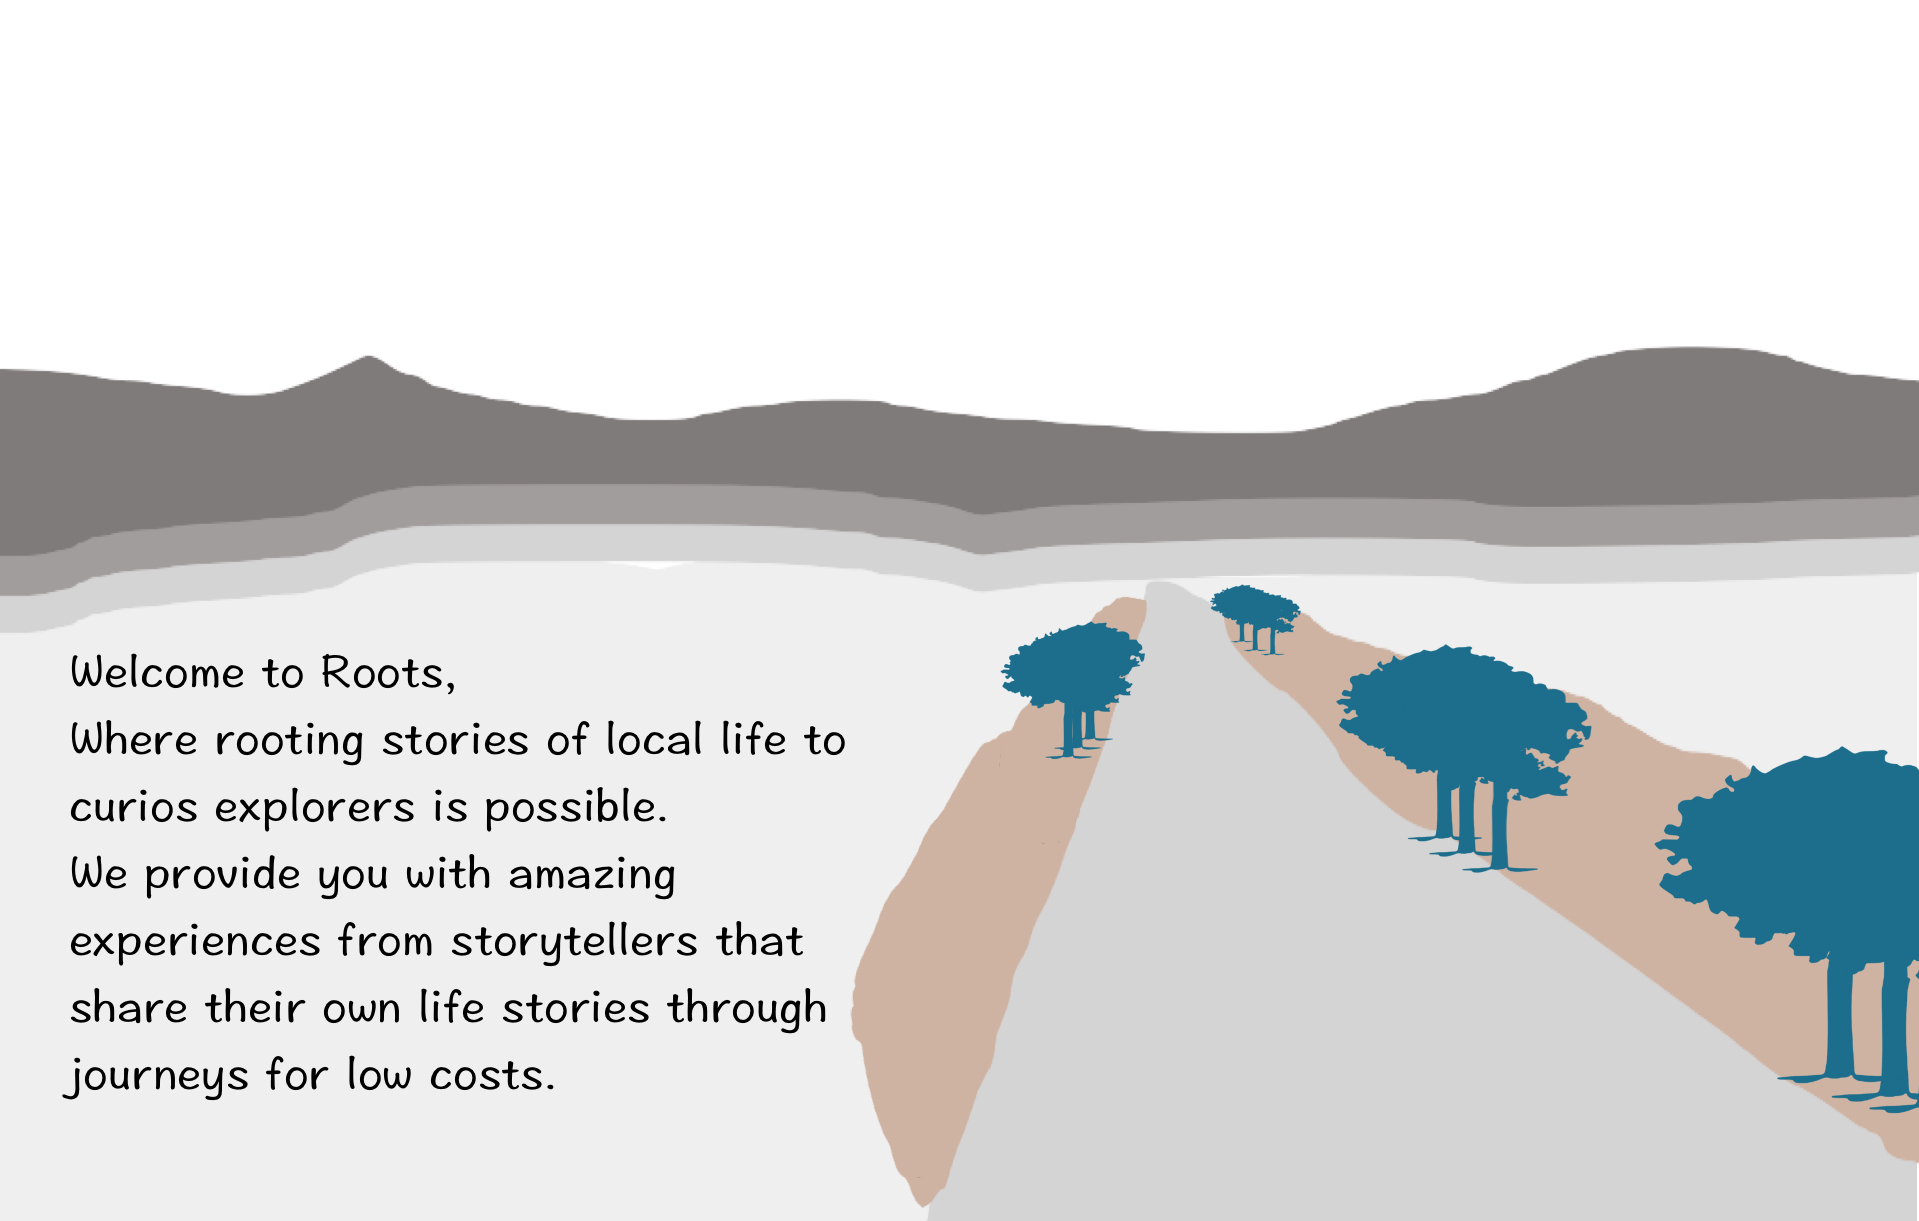 Welcome to Roots,
Where rooting stories of local life to
curios explorers is possible.
We provide you with amazing
experiences from storytellers that
share their own life stories through
journeys for low costs.